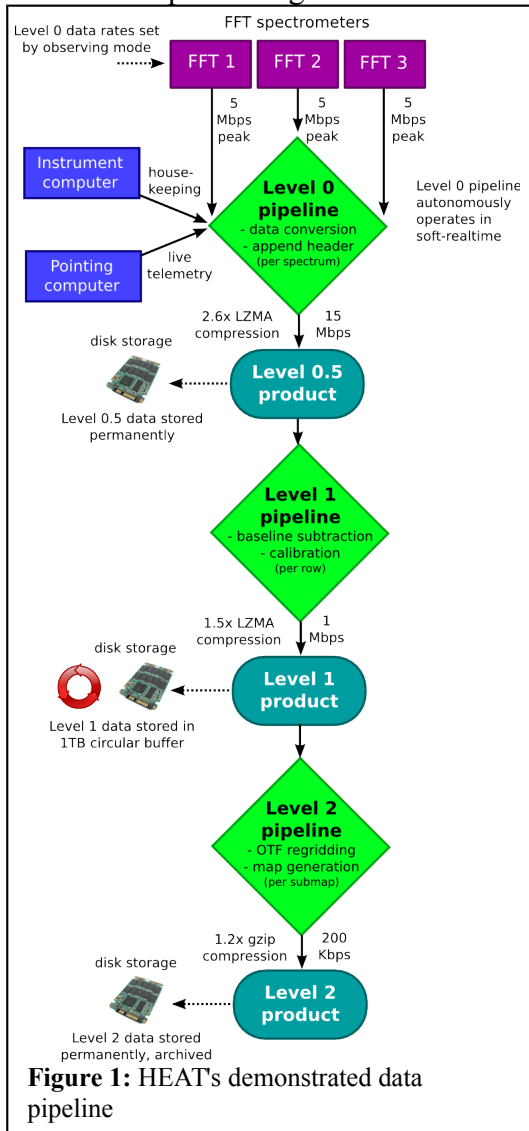 FFT spectrometers
Level 0 data rates set
by observing mode
FFT 1
FFT 2
FFT 3
5
Mbps
peak
5
Mbps
peak
5
Mbps
peak
Instrument
computer
house-
keeping
Pointing
computer
live
telemetry
Level 0
pipeline
- data conversion
- append header
(per spectrum)
Level 0 pipeline
autonomously
operates in
soft-realtime
2.6x LZMA
compression
15
Mbps
disk storage
Level 0.5
product
Level 0.5 data stored
permanently
Level 1
pipeline
- baseline subtraction
- calibration
(per row)
1.5x LZMA
compression
1
Mbps
disk storage
Level 1
product
Level 1 data stored in
1TB circular buffer
Level 2
pipeline
- OTF regridding
- map generation
(per submap)
1.2x gzip
compression
200
Kbps
disk storage
Level 2
product
Level 2 data stored
permanently, archived
Figure 1: HEAT's demonstrated data
pipeline